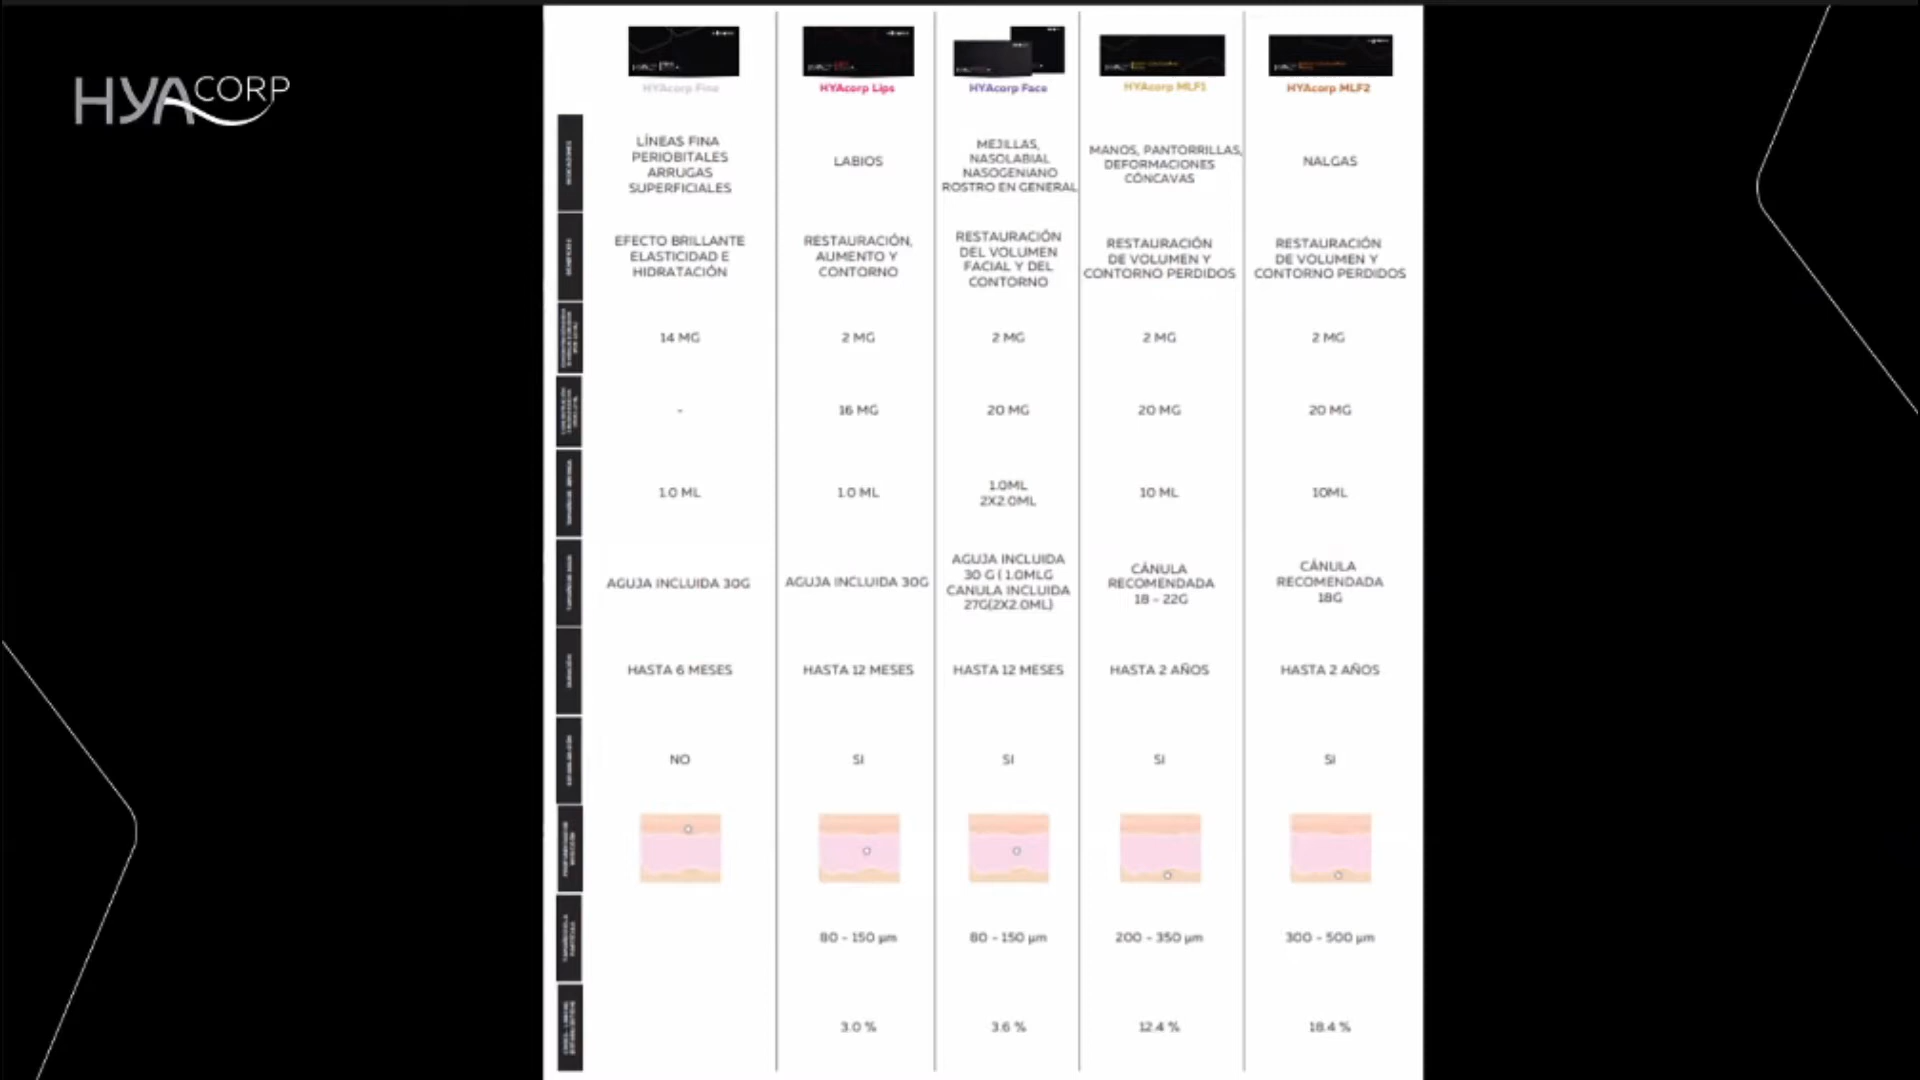 HYACORP
HYAcorp Fine
HYAcorp Lips
HYAcorp Face
HYAcorp MLF1
HYAcorp MLF2
INDICACIONES
LÍNEAS FINA
PERIOBITALES
ARRUGAS
SUPERFICIALES
LABIOS
MEJILLAS,
NASOLABIAL
NASOGENIANO
ROSTRO EN GENERAL
MANOS, PANTORRILLAS,
DEFORMACIONES
CÓNCAVAS
NALGAS
EFECTO BRILLANTE
ELASTICIDAD E
HIDRATACIÓN
RESTAURACIÓN,
AUMENTO Y
CONTORNO
RESTAURACIÓN
DEL VOLUMEN
FACIAL Y DEL
CONTORNO
RESTAURACIÓN
DE VOLUMEN Y
CONTORNO PERDIDOS
RESTAURACIÓN
DE VOLUMEN Y
CONTORNO PERDIDOS
14 MG
2 MG
2 MG
2 MG
2 MG
-
16 MG
20 MG
20 MG
20 MG
1.0 ML
1.0 ML
1.0ML
2X2.0ML
10 ML
10ML
AGUJA INCLUIDA 30G
AGUJA INCLUIDA 30G
AGUJA INCLUIDA
30 G ( 1.0MLG
CANULA INCLUIDA
27G(2X2.0ML)
CÁNULA
RECOMENDADA
18 - 22G
CÁNULA
RECOMENDADA
18G
DURACIÓN
HASTA 6 MESES
HASTA 12 MESES
HASTA 12 MESES
HASTA 2 AÑOS
HASTA 2 AÑOS
NO
SI
SI
SI
SI
80 - 150 µm
80 - 150 µm
200 - 350 µm
300 - 500 µm
3.0 %
3.6 %
12.4 %
18.4 %